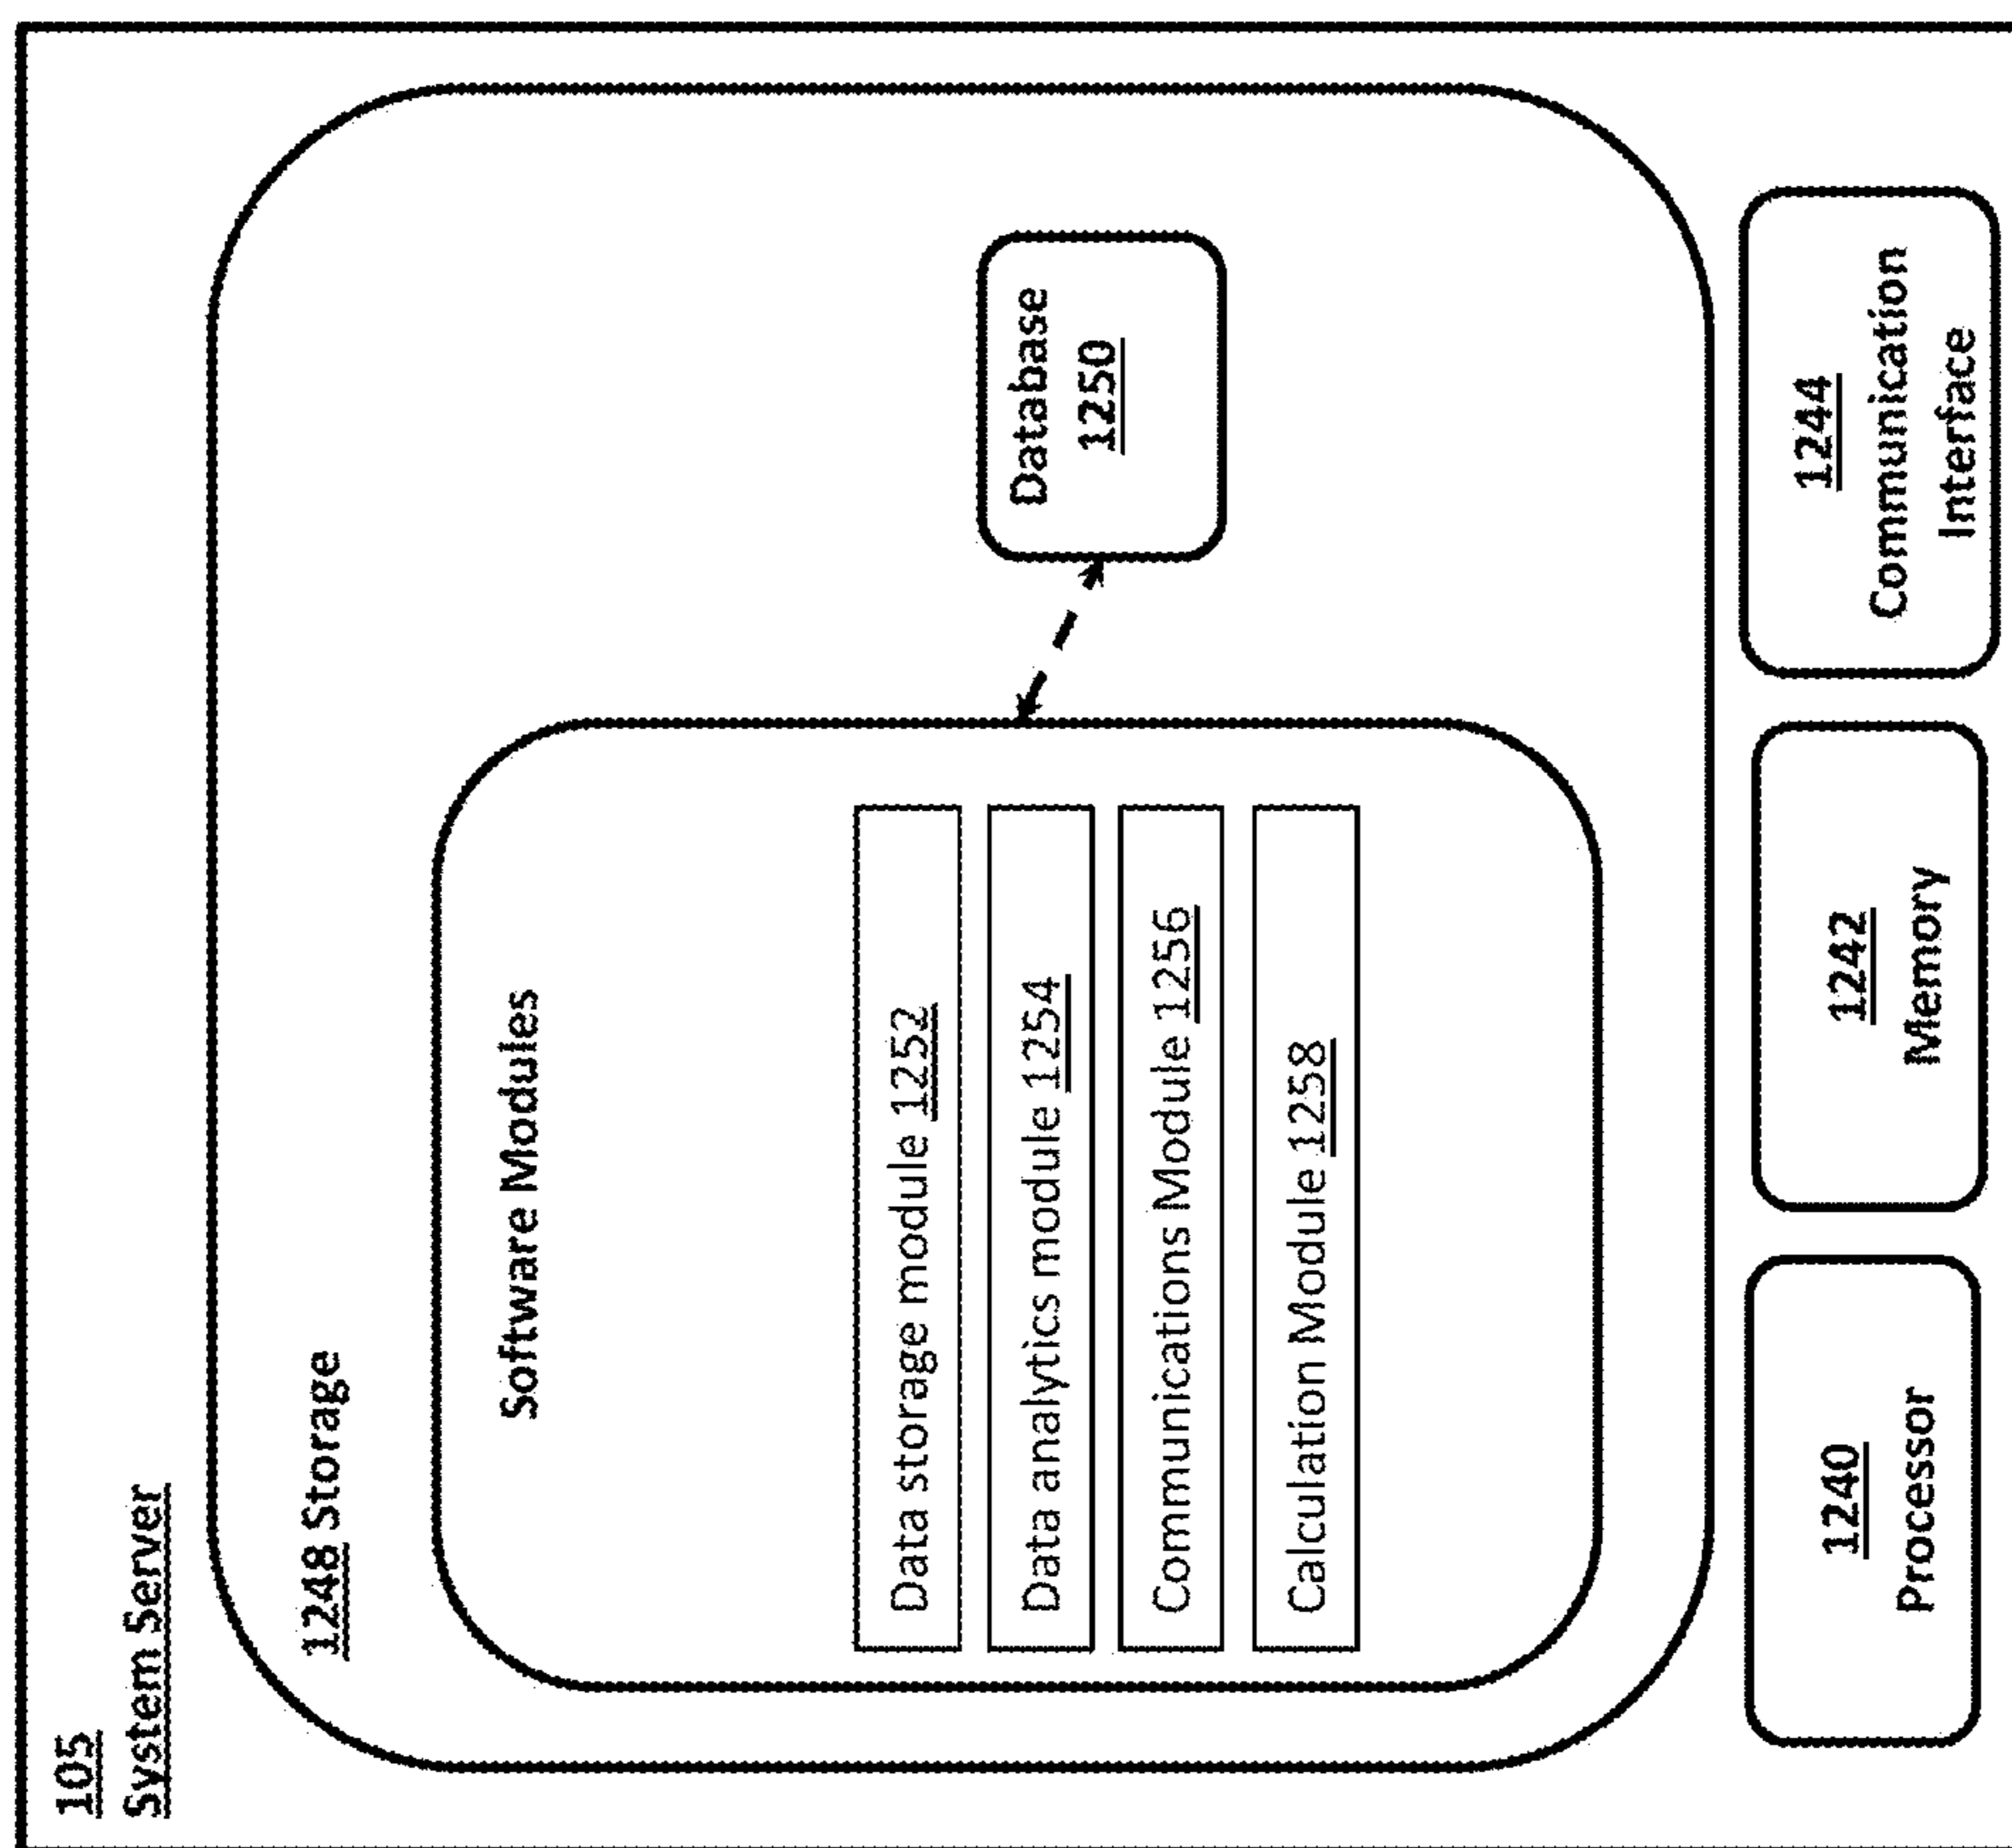 105
System Server
1248 Storage
Software Modules
Data storage module 1252
Data analytics module 1254
Communications Module 1256
Calculation Module 1258
Database
1250
1240
Processor
1242
Memory
1244
Communication
Interface